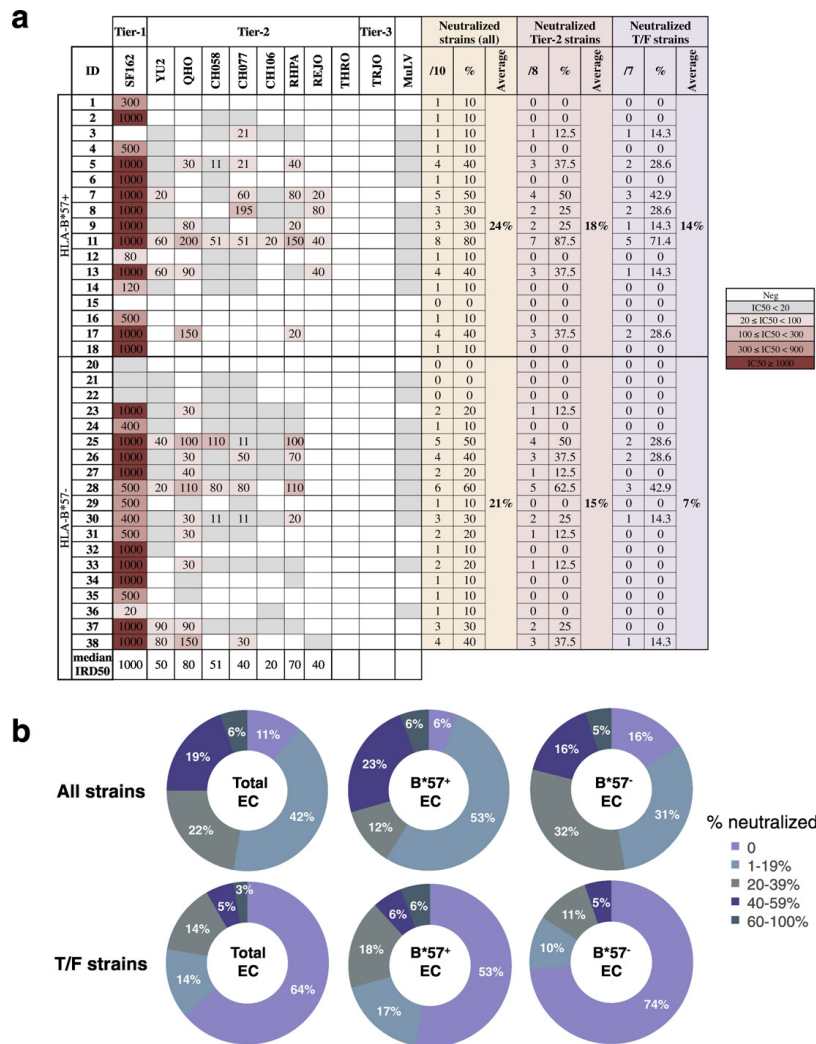 a
Tier-1 Tier-2 Tier-3 Neutralized strains (all) Neutralized Tier-2 strains Neutralized T/F strains
ID SF162 YU2 QHO CH058 CH077 CH106 RHPA REJO THRO TRJO MuLV /10 % Average /8 % Average /7 % Average
HLA-B*57+
1 300 1 10 0 0 0 0
2 1000 1 10 0 0 0 0
3 21 1 10 1 12.5 1 14.3
4 500 1 10 0 0 0 0
5 1000 30 11 21 40 4 40 3 37.5 2 28.6
6 1000 1 10 0 0 0 0
7 1000 20 60 80 20 5 50 4 50 3 42.9
8 1000 195 80 3 30 2 25 2 28.6
9 1000 80 20 3 30 24% 2 25 18% 1 14.3 14%
11 1000 60 200 51 51 20 150 40 8 80 7 87.5 5 71.4
12 80 1 10 0 0 0 0
13 1000 60 90 40 4 40 3 37.5 1 14.3
14 120 1 10 0 0 0 0
15 0 0 0 0 0 0
16 500 1 10 0 0 0 0
17 1000 150 20 4 40 3 37.5 2 28.6
18 1000 1 10 0 0 0 0
HLA-B*57-
20 0 0 0 0 0 0
21 0 0 0 0 0 0
22 0 0 0 0 0 0
23 1000 30 2 20 1 12.5 0 0
24 400 1 10 0 0 0 0
25 1000 40 100 110 11 100 5 50 4 50 2 28.6
26 1000 30 50 70 4 40 3 37.5 2 28.6
27 1000 40 2 20 1 12.5 0 0
28 500 20 110 80 80 110 6 60 5 62.5 3 42.9
29 500 1 10 21% 0 0 15% 0 0 7%
30 400 30 11 11 20 3 30 2 25 1 14.3
31 500 30 2 20 1 12.5 0 0
32 1000 1 10 0 0 0 0
33 1000 30 2 20 1 12.5 0 0
34 1000 1 10 0 0 0 0
35 500 1 10 0 0 0 0
36 20 1 10 0 0 0 0
37 1000 90 90 3 30 2 25 0 0
38 1000 80 150 30 4 40 3 37.5 1 14.3
median IRD50 1000 50 80 51 40 20 70 40
Neg
IC50 < 20
20 ≤ IC50 < 100
100 ≤ IC50 < 300
300 ≤ IC50 < 900
IC50 ≥ 1000
b
All strains
Total EC
6% 11% 42% 22% 19%
B*57+ EC
6% 6% 53% 12% 23%
B*57- EC
5% 16% 31% 32% 16%
T/F strains
Total EC
3% 64% 14% 14% 5%
B*57+ EC
6% 53% 17% 18% 6%
B*57- EC
5% 74% 10% 11%
% neutralized
0
1-19%
20-39%
40-59%
60-100%